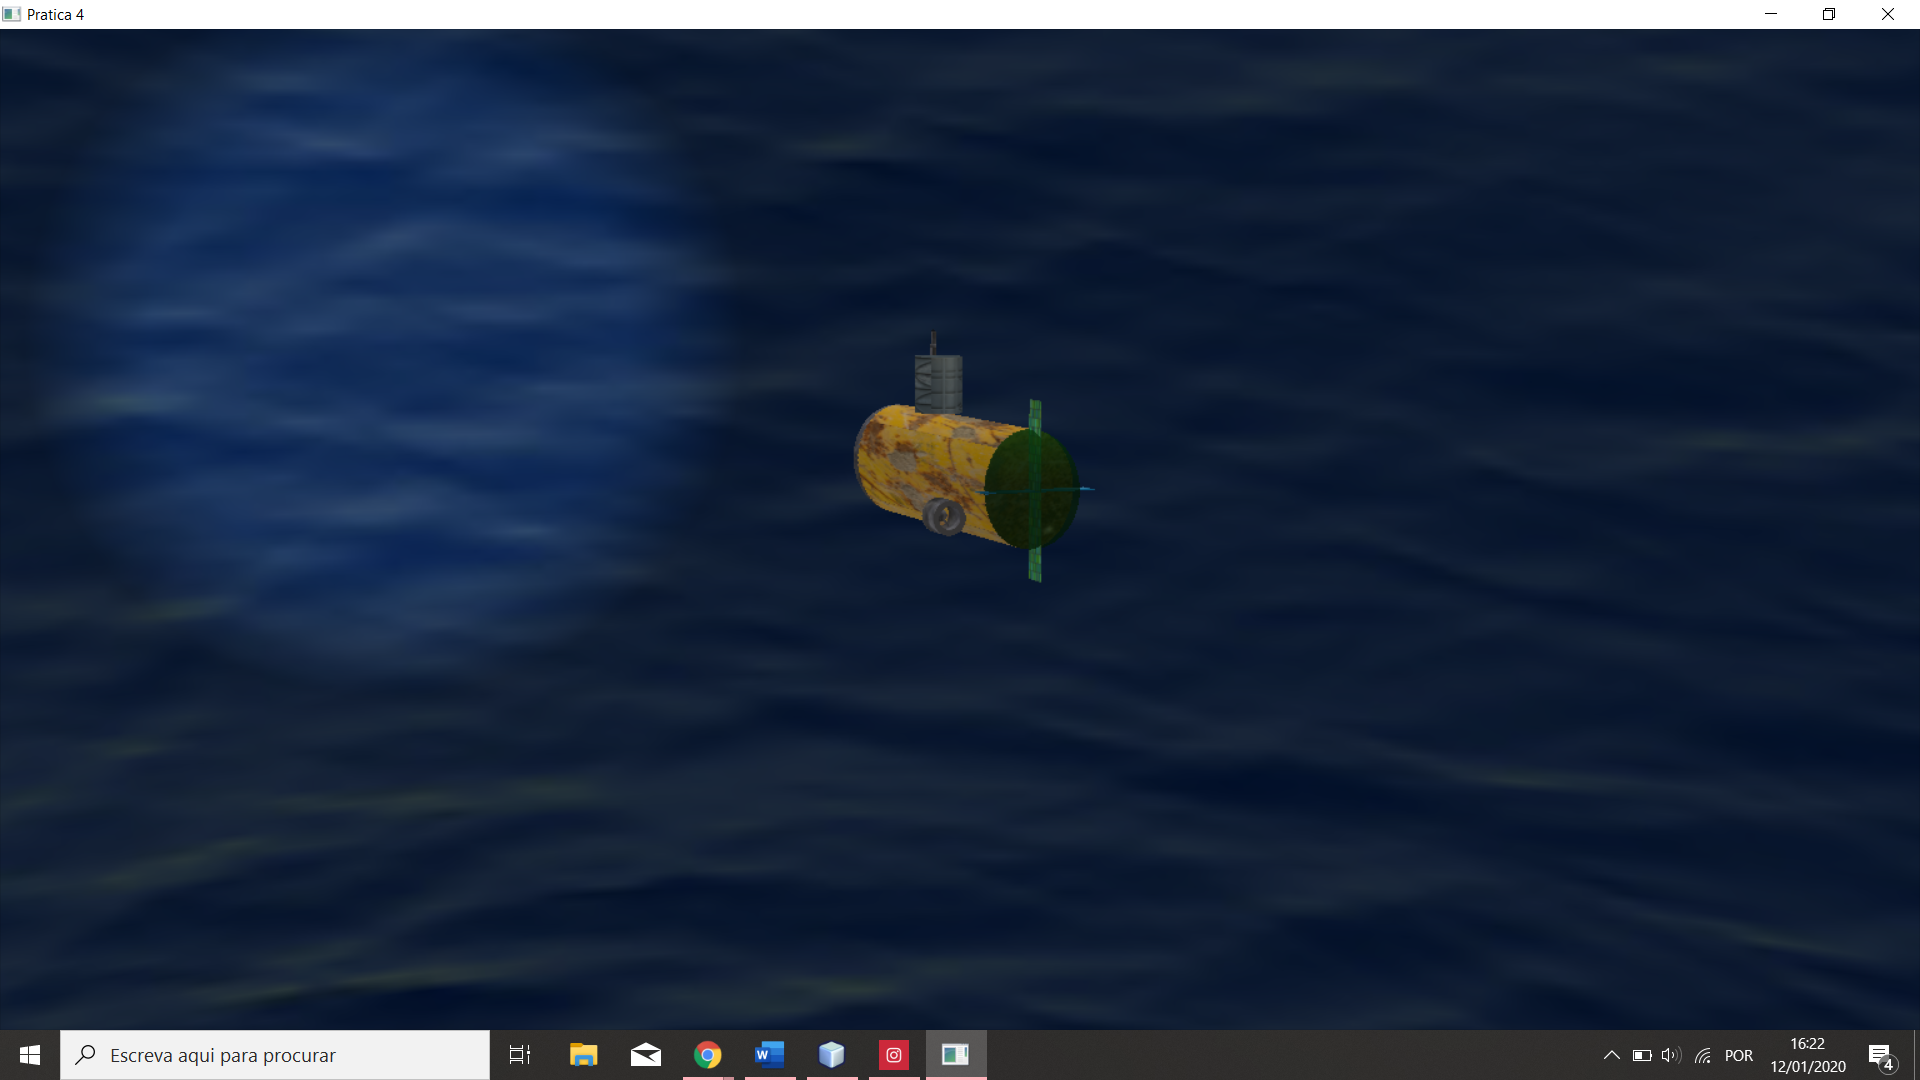 Pratica 4
Escreva aqui para procurar
W
POR
16:22
12/01/2020
4